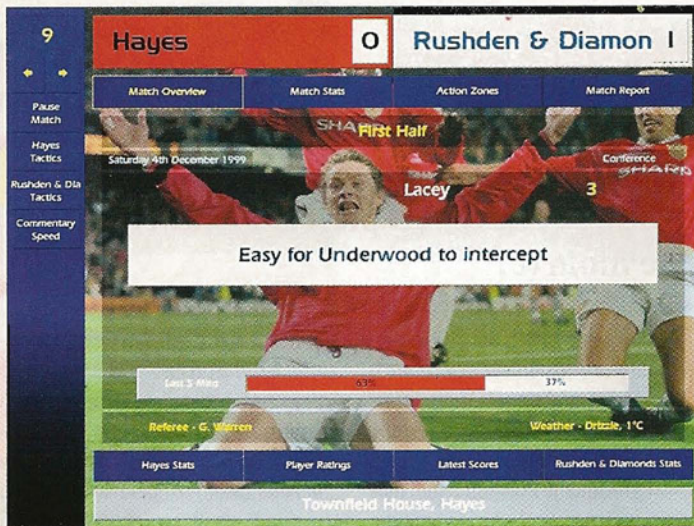 9
Hayes 0 Rushden & Diamon 1
Match Overview Match Stats Action Zones Match Report
Pause
Match
Hayes
Tactics
Rushden & Dia
Tactics
Commentary
Speed
SHARP
First Half
Saturday 4th December 1999 Conference
SHARP
Lacey 3
Easy for Underwood to intercept
Last 5 Mins 63% 37%
Referee - G. Warren Weather - Drizzle, 1°C
Hayes Stats Player Ratings Latest Scores Rushden & Diamonds Stats
Townfield House, Hayes